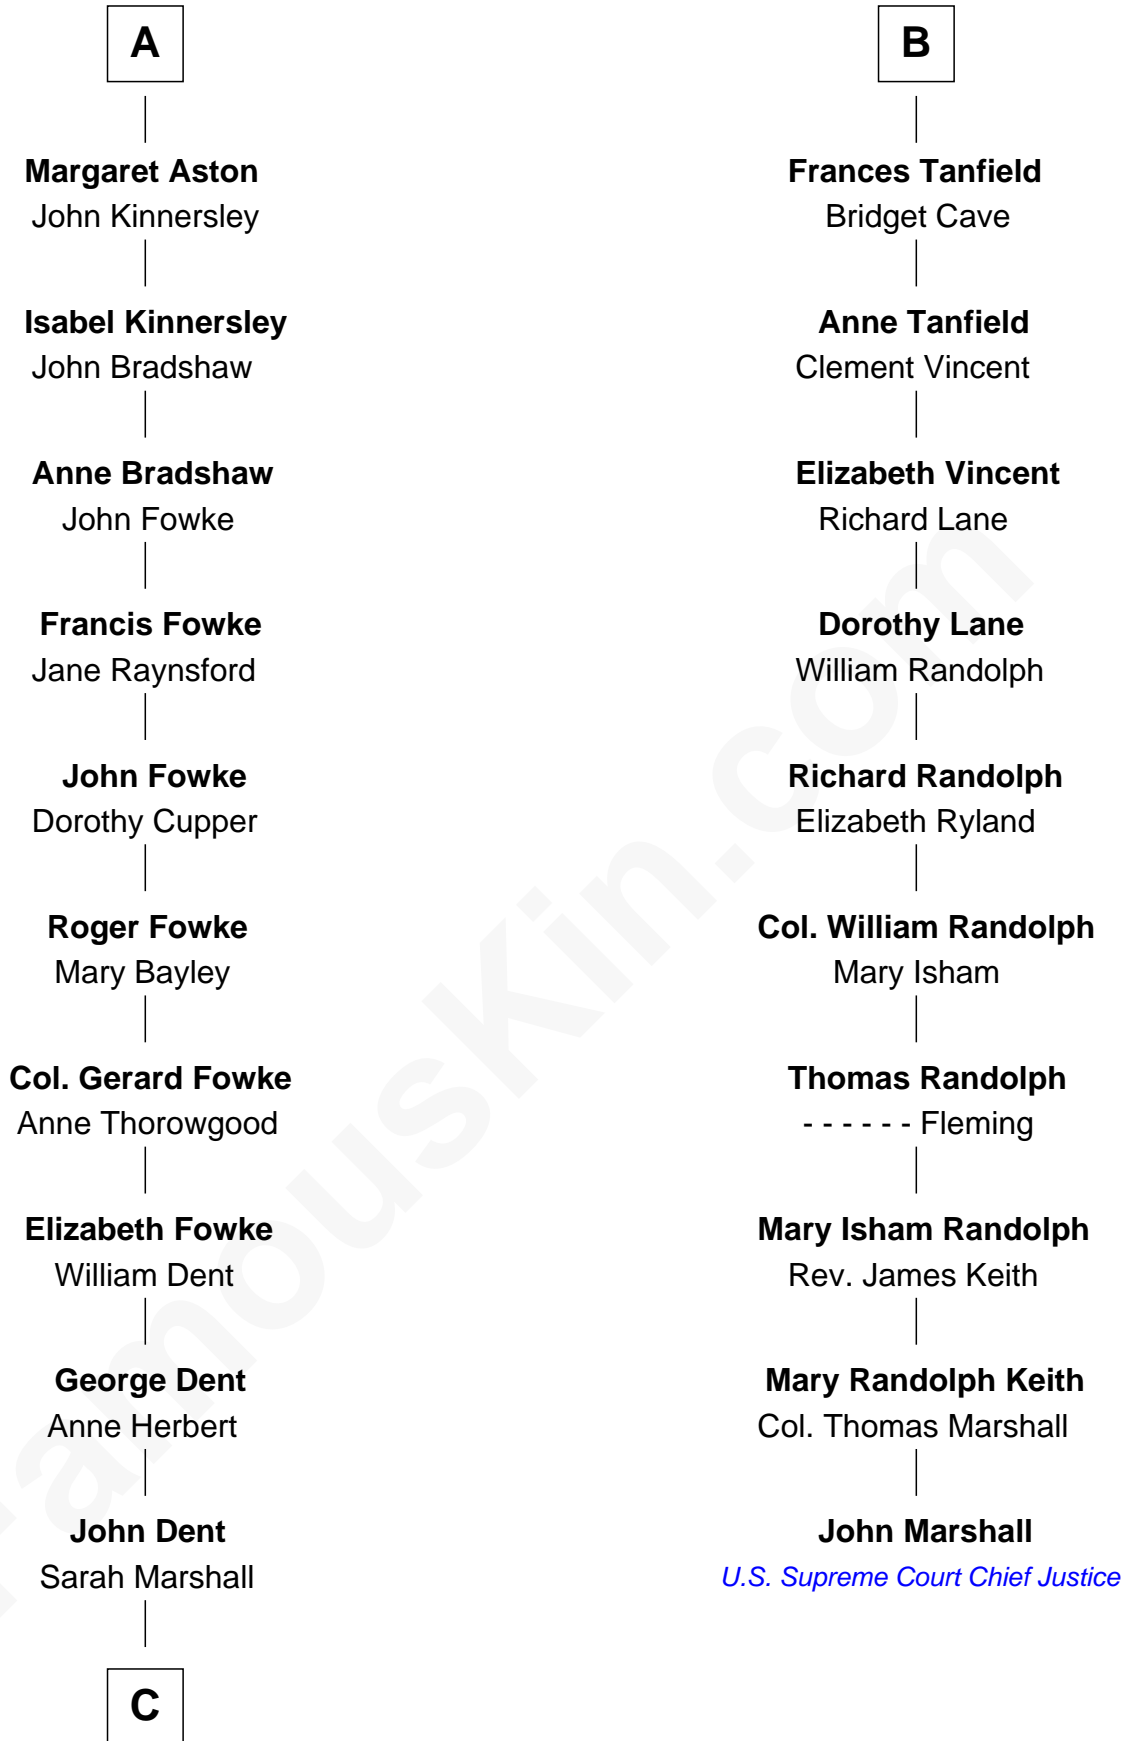 A
Margaret Aston
John Kinnersley
Isabel Kinnersley
John Bradshaw
Anne Bradshaw
John Fowke
Francis Fowke
Jane Raynsford
John Fowke
Dorothy Cupper
Roger Fowke
Mary Bayley
Col. Gerard Fowke
Anne Thorowgood
Elizabeth Fowke
William Dent
George Dent
Anne Herbert
John Dent
Sarah Marshall
C
B
Frances Tanfield
Bridget Cave
Anne Tanfield
Clement Vincent
Elizabeth Vincent
Richard Lane
Dorothy Lane
William Randolph
Richard Randolph
Elizabeth Ryland
Col. William Randolph
Mary Isham
Thomas Randolph
- - - - - - Fleming
Mary Isham Randolph
Rev. James Keith
Mary Randolph Keith
Col. Thomas Marshall
John Marshall
U.S. Supreme Court Chief Justice
FamousKin.com